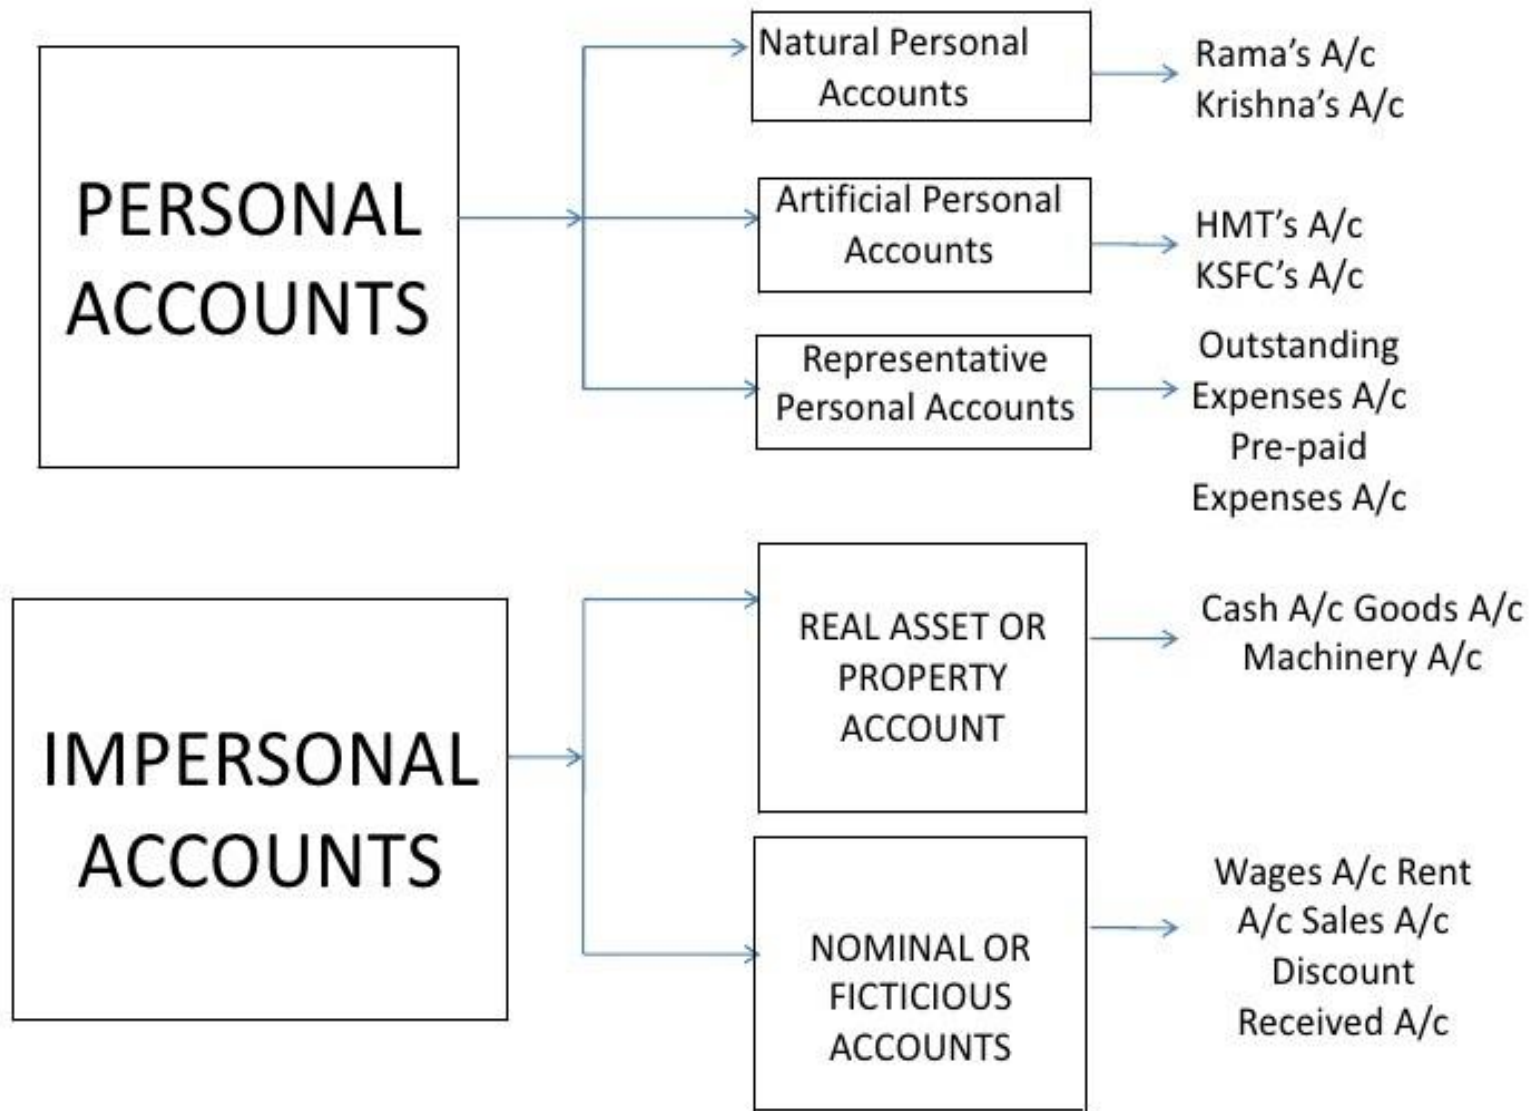 PERSONAL
ACCOUNTS
Natural Personal
Accounts
Rama's A/c
Krishna's A/c
Artificial Personal
Accounts
HMT's A/c
KSFC's A/c
Representative
Personal Accounts
Outstanding
Expenses A/c
Pre-paid
Expenses A/c
IMPERSONAL
ACCOUNTS
REAL ASSET OR
PROPERTY
ACCOUNT
Cash A/c Goods A/c
Machinery A/c
NOMINAL OR
FICTICIOUS
ACCOUNTS
Wages A/c Rent
A/c Sales A/c
Discount
Received A/c